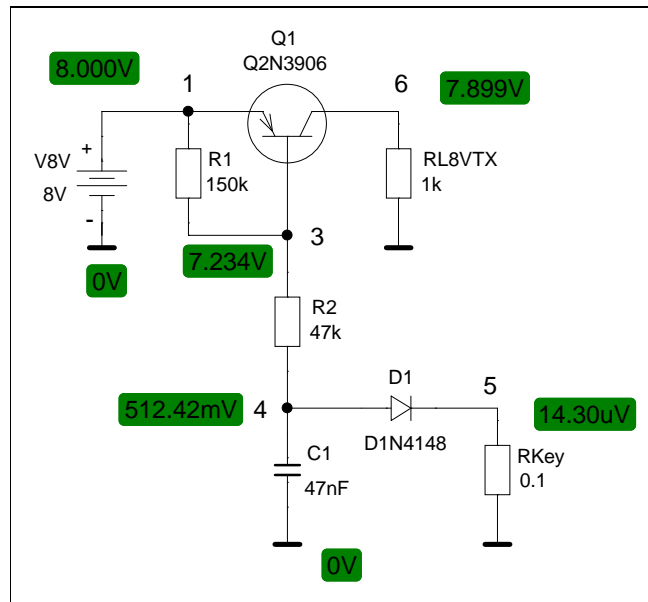 Q1
Q2N3906
8.000V
1
6
7.899V
+
V8V
8V
-
R1
150k
RL8VTX
1k
3
7.234V
0V
R2
47k
D1
5
512.42mV
4
14.30uV
D1N4148
C1
47nF
RKey
0.1
0V